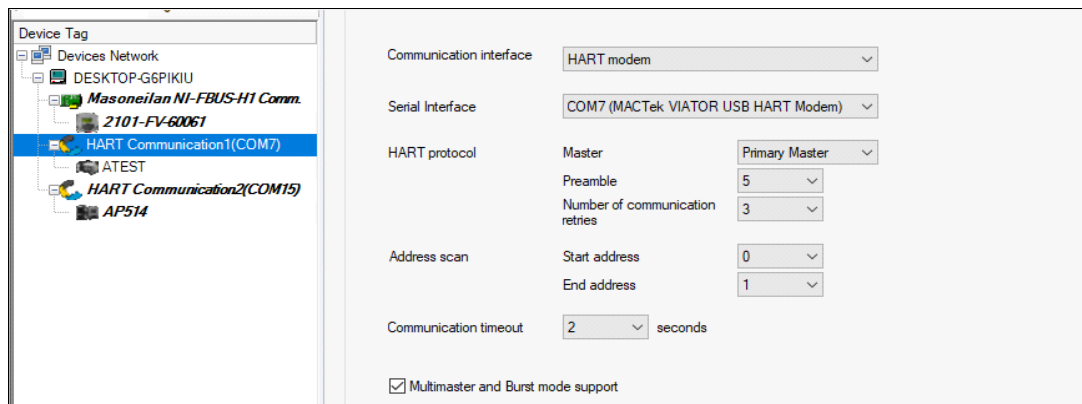 Device Tag
Devices Network
DESKTOP-G6PIKIU
Masoneilan NI-FBUS-H1 Comm.
2101-FV-60061
HART Communication1(COM7)
ATEST
HART Communication2(COM15)
AP514
Communication interface HART modem
Serial Interface COM7 (MACTek VIATOR USB HART Modem)
HART protocol Master Primary Master
Preamble 5
Number of communication
retries 3
Address scan Start address 0
End address 1
Communication timeout 2 seconds
Multimaster and Burst mode support